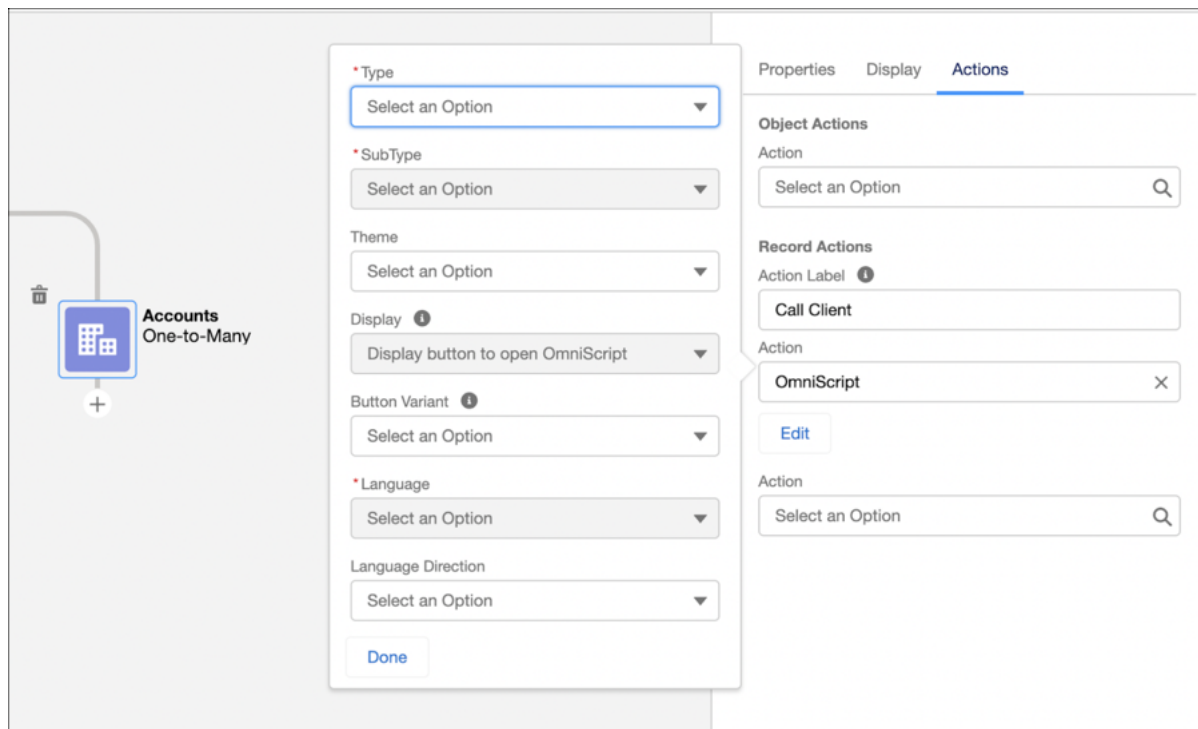 Accounts
One-to-Many
* Type
Select an Option
* SubType
Select an Option
Theme
Select an Option
Display
Display button to open OmniScript
Button Variant
Select an Option
* Language
Select an Option
Language Direction
Select an Option
Done
Properties Display Actions
Object Actions
Action
Select an Option
Record Actions
Action Label
Call Client
Action
OmniScript
Edit
Action
Select an Option